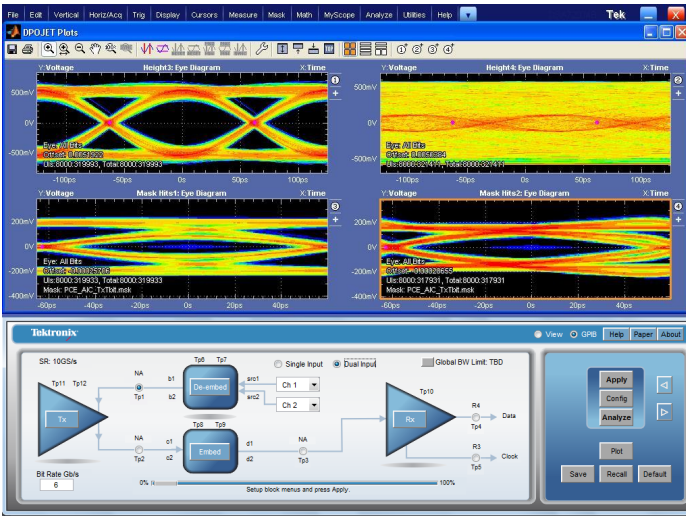 File Edit Vertical Horiz/Acq Trig Display Cursors Measure Mask Math MyScope Analyze Utilities Help Tek
DPOJET Plots
Y:Voltage Height3: Eye Diagram X:Time
500mV
0V
-500mV
Eye: All Bits
UIs:8000:319993, Total:8000:319993
-100ps -50ps 0s 50ps 100ps
1
Y:Voltage Height4: Eye Diagram X:Time
500mV
0V
-500mV
Eye: All Bits
UIs:8000:321411, Total:8000:321411
-100ps -50ps 0s 50ps 100ps
2
Y:Voltage Mask Hits1: Eye Diagram X:Time
200mV
0V
-200mV
-400mV
Eye: All Bits
UIs:8000:319933, Total:8000:319933
Mask: PCE_AIC_TxTbit.msk
-60ps -40ps -20ps 0s 20ps 40ps 60ps
3
Y:Voltage Mask Hits2: Eye Diagram X:Time
200mV
0V
-200mV
-400mV
Eye: All Bits
UIs:8000:317931, Total:8000:317931
Mask: PCE_AIC_TxTbit.msk
-60ps -40ps -20ps 0s 20ps 40ps
4
Tektronix View GPIB Help Paper About
SR: 10GS/s
Tp11 Tp12
Tx
NA
Tp1
b1
b2
Tp6 Tp7
De-embed
Single Input Dual Input
src1
Ch 1
src2
Ch 2
Global BW Limit: TBD
Tp10
Rx
R4
Tp4
Data
R3
Tp5
Clock
NA
Tp2
c1
c2
Tp8 Tp9
Embed
d1
d2
NA
Tp3
Bit Rate Gb/s
6
0% 100%
Setup block menus and press Apply.
Apply
Config
Analyze
Plot
Save Recall Default